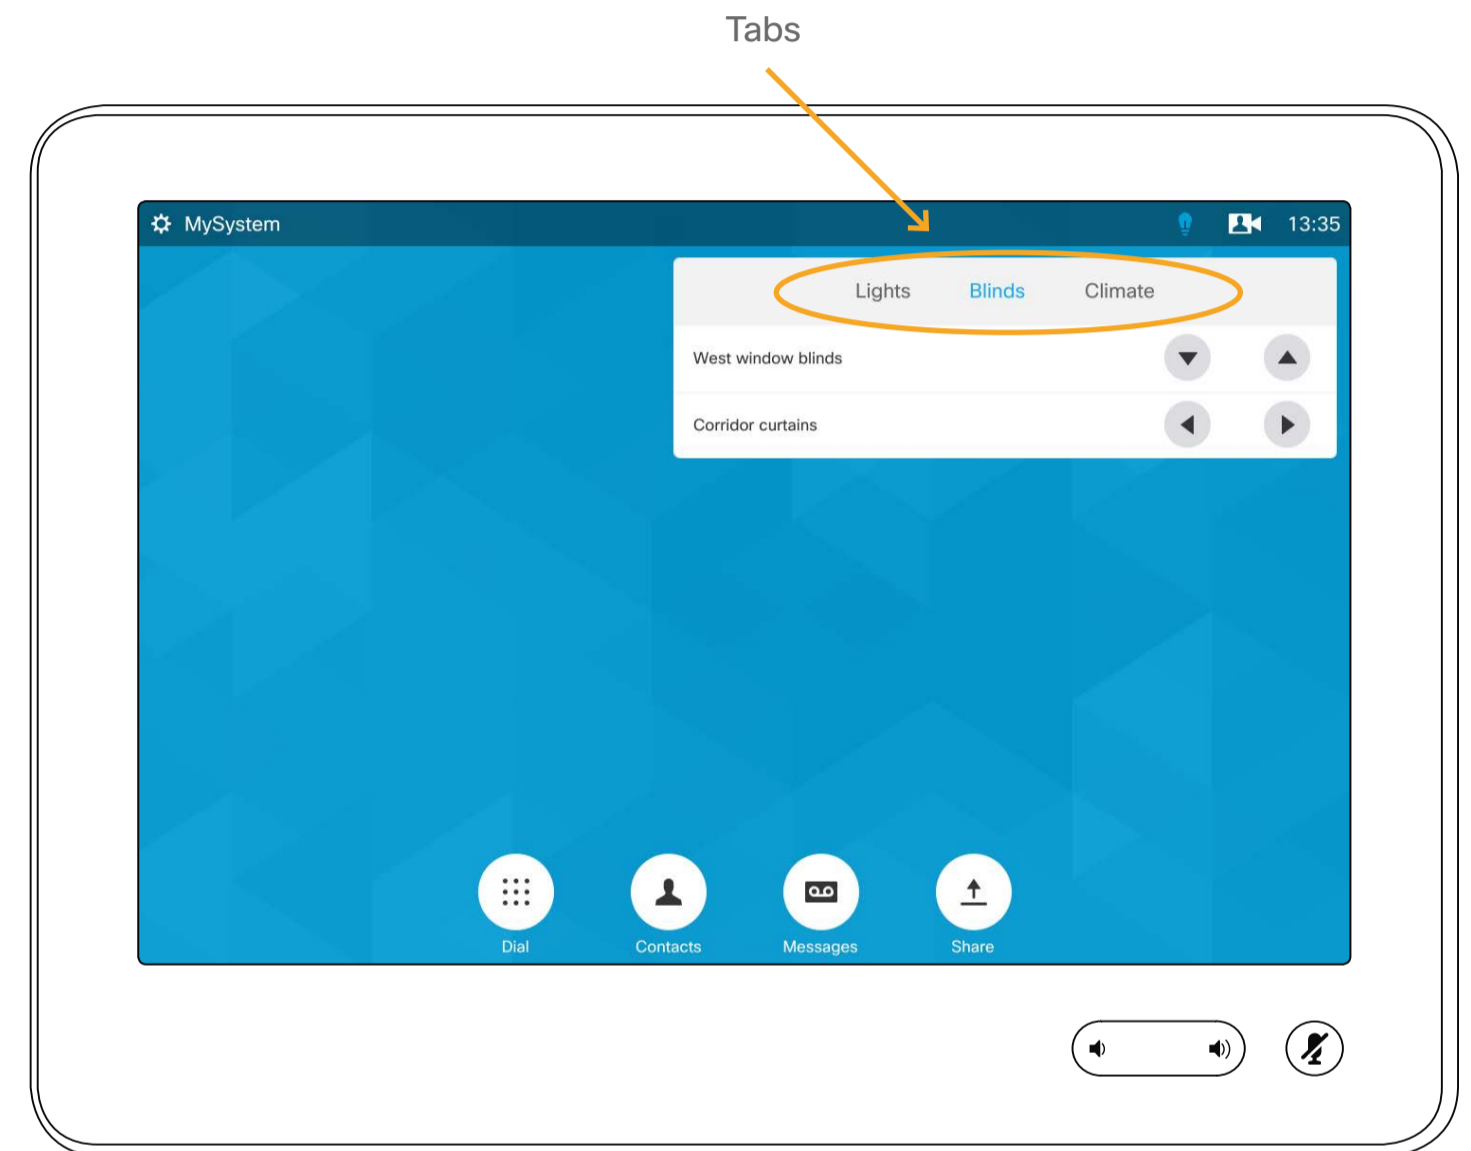 Tabs
MySystem 13:35
Lights Blinds Climate
West window blinds
Corridor curtains
Dial Contacts Messages Share